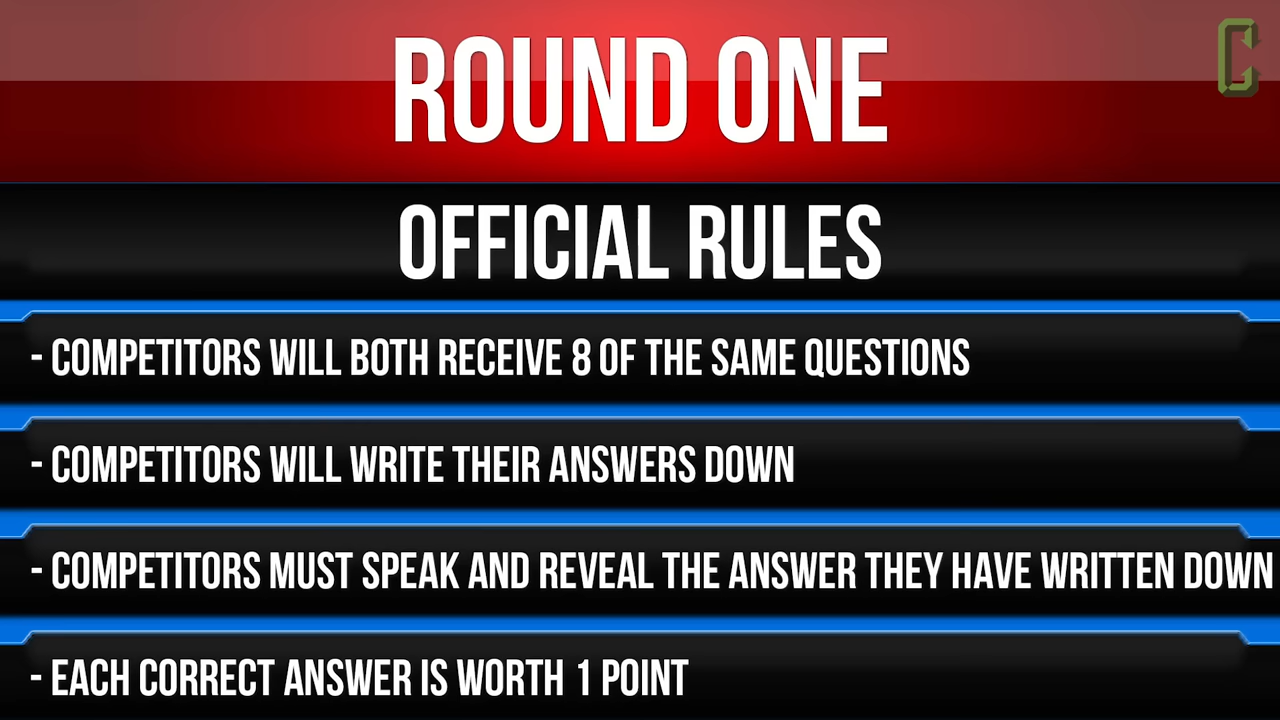 ROUND ONE
OFFICIAL RULES
- COMPETITORS WILL BOTH RECEIVE 8 OF THE SAME QUESTIONS
- COMPETITORS WILL WRITE THEIR ANSWERS DOWN
- COMPETITORS MUST SPEAK AND REVEAL THE ANSWER THEY HAVE WRITTEN DOWN
- EACH CORRECT ANSWER IS WORTH 1 POINT